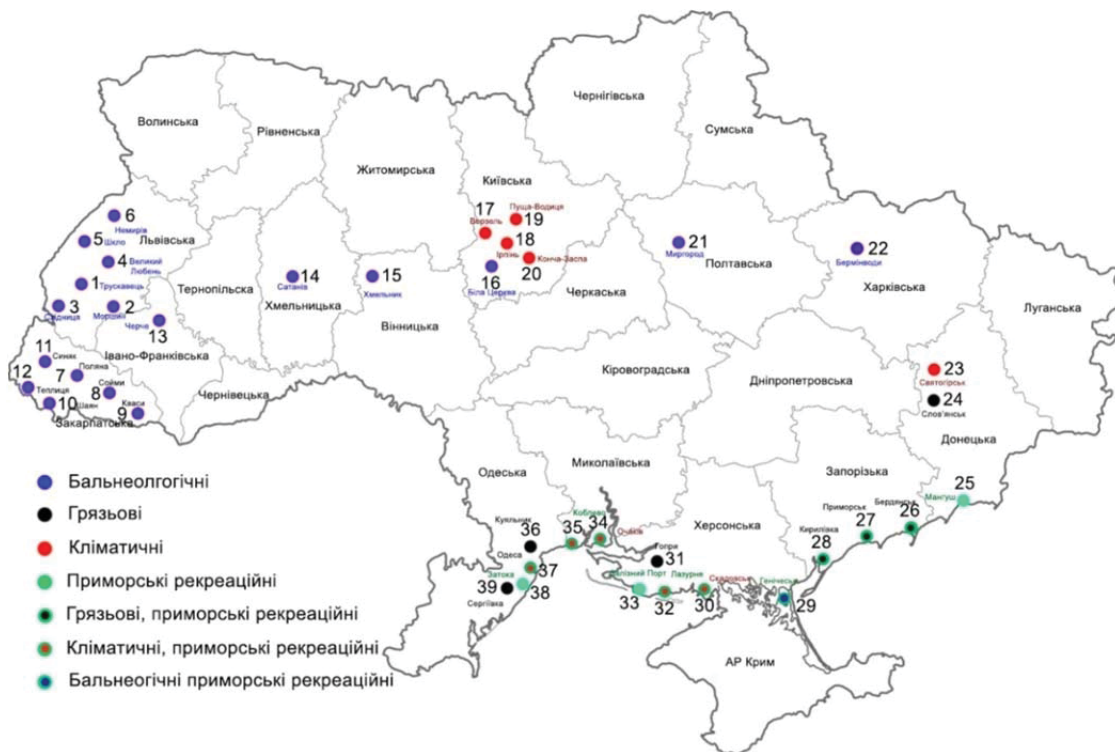 Чернігівська
Волинська
Рівненська
Сумська
Житомирська
Київська
6
Немирів
Львівська
5
Шкло
4
Великий
Любень
1
Трускавець
3
2
Моршин
13
Черче
Тернопільска
14
Сатанів
Хмельницька
15
Хмельник
Вінницька
17
Ворзель
Пуща-Водиця
19
18
Ірпінь
Конча-Заспа
20
16
Біла Церква
Черкаська
21
Миргород
Полтавська
22
Бермінводи
Харківська
Луганська
11
Синяк
12
7
Поляна
Теплиця
8
Сойми
10
Шаян
9
Кваси
Закарпатська
Івано-Франківська
Чернівецька
Кіровоградська
Дніпропетровська
23
Святогірськ
24
Слов'янськ
Донецька
Одеська
Миколаївська
Запорізька
Херсонська
25
Мангуш
26
Бердянськ
27
Приморськ
28
Кирилівка
Генічеськ
29
Скадовськ
30
Лазурне
32
Залізний Порт
33
Гопри
31
Очаків
Коблево
34
35
Куяльник
36
Одеса
37
Затока
38
39
Сергіївка
АР Крим
Бальнеолгогічні
Грязьові
Кліматичні
Приморські рекреаційні
Грязьові, приморські рекреаційні
Кліматичні, приморські рекреаційні
Бальнеогічні приморські рекреаційні